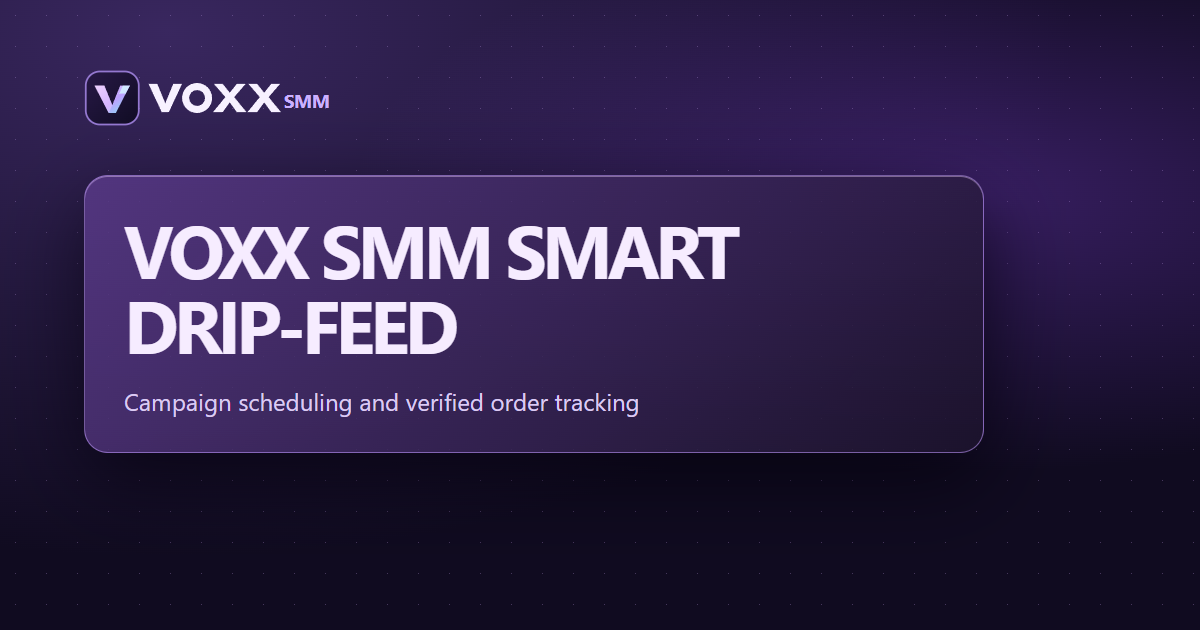 V VOXX SMM
VOXX SMM SMART
DRIP-FEED
Campaign scheduling and verified order tracking